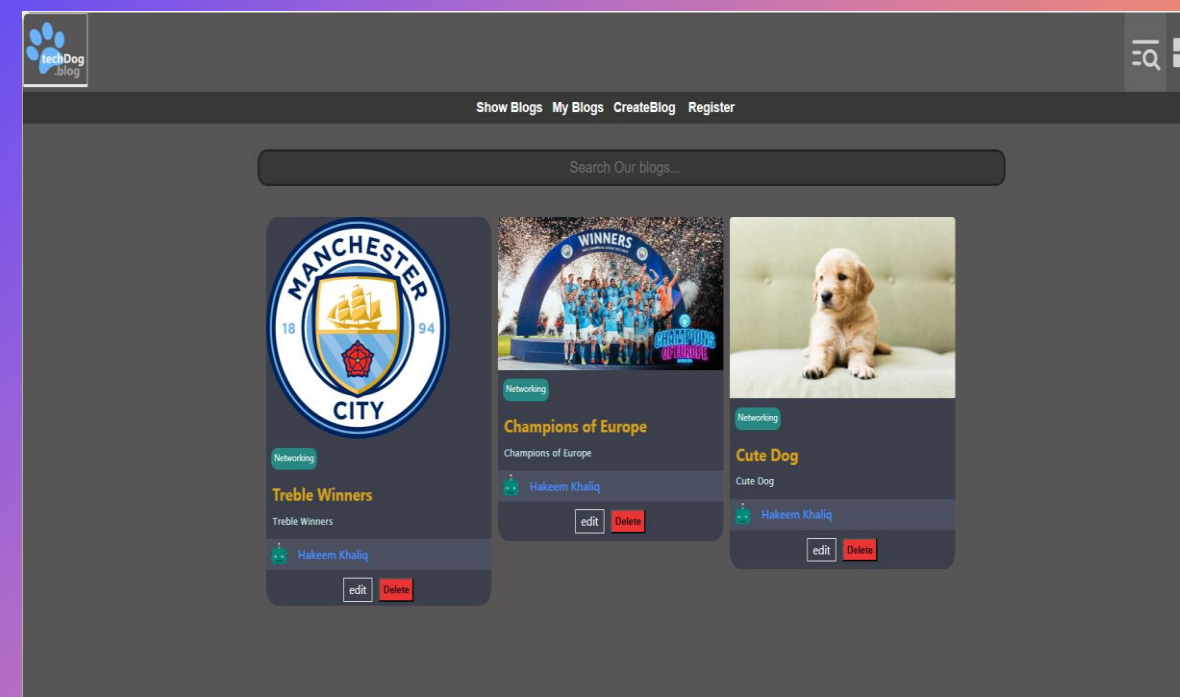 techDog
.blog
Show Blogs My Blogs CreateBlog Register
Search Our blogs...
MANCHESTER
18 94
CITY
Networking
Treble Winners
Treble Winners
Hakeem Khaliq
edit Delete
WINNERS
CHAMPIONS
OF EUROPE
Networking
Champions of Europe
Champions of Europe
Hakeem Khaliq
edit Delete
Networking
Cute Dog
Cute Dog
Hakeem Khaliq
edit Delete